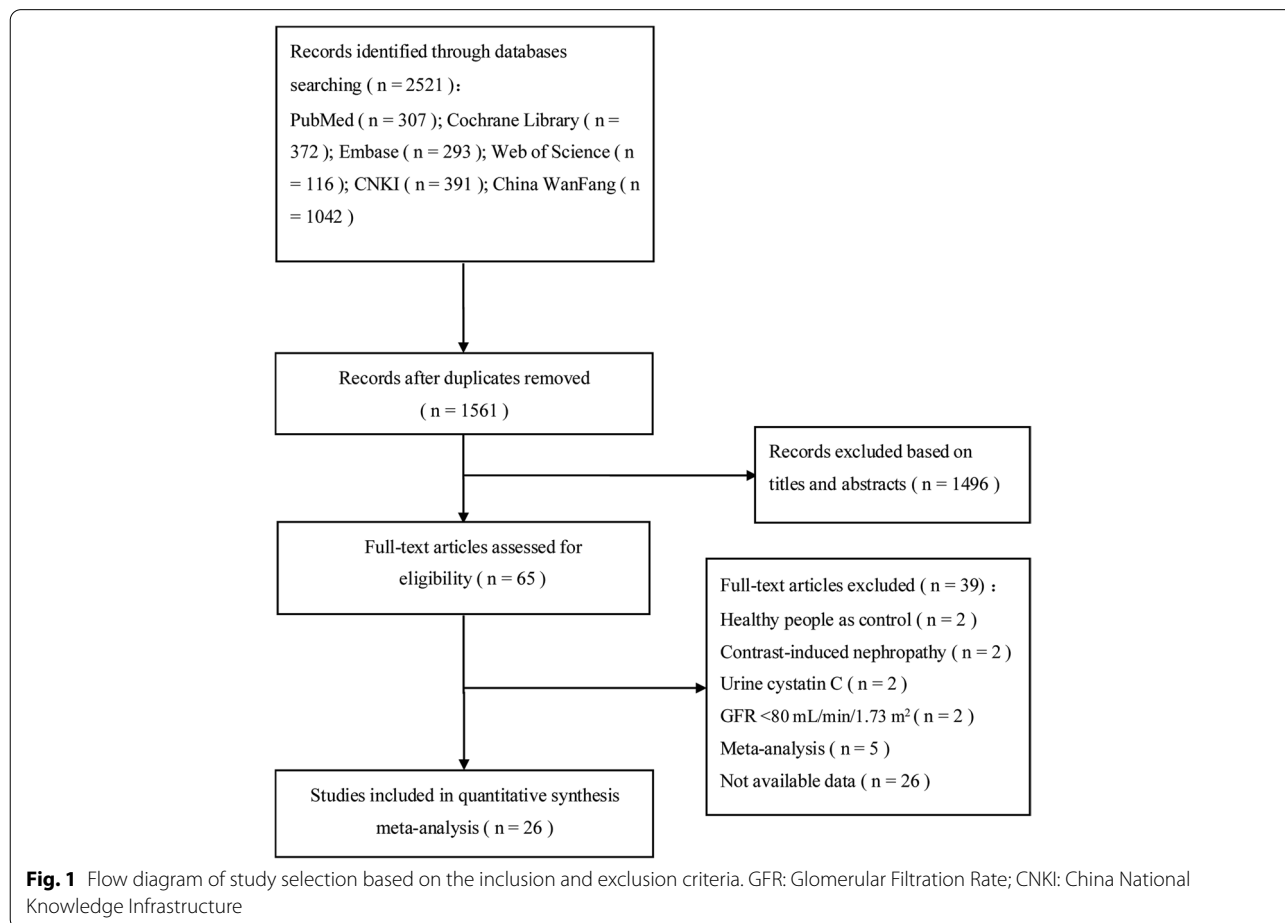 Records identified through databases
searching ( n = 2521 )：
PubMed ( n = 307 ); Cochrane Library ( n =
372 ); Embase ( n = 293 ); Web of Science ( n
= 116 ); CNKI ( n = 391 ); China WanFang ( n
= 1042 )
Records after duplicates removed
( n = 1561 )
Records excluded based on
titles and abstracts ( n = 1496 )
Full-text articles assessed for
eligibility ( n = 65 )
Full-text articles excluded ( n = 39) ：
Healthy people as control ( n = 2 )
Contrast-induced nephropathy ( n = 2 )
Urine cystatin C ( n = 2 )
GFR <80 mL/min/1.73 m² ( n = 2 )
Meta-analysis ( n = 5 )
Not available data ( n = 26 )
Studies included in quantitative synthesis
meta-analysis ( n = 26 )
Fig. 1 Flow diagram of study selection based on the inclusion and exclusion criteria. GFR: Glomerular Filtration Rate; CNKI: China National
Knowledge Infrastructure